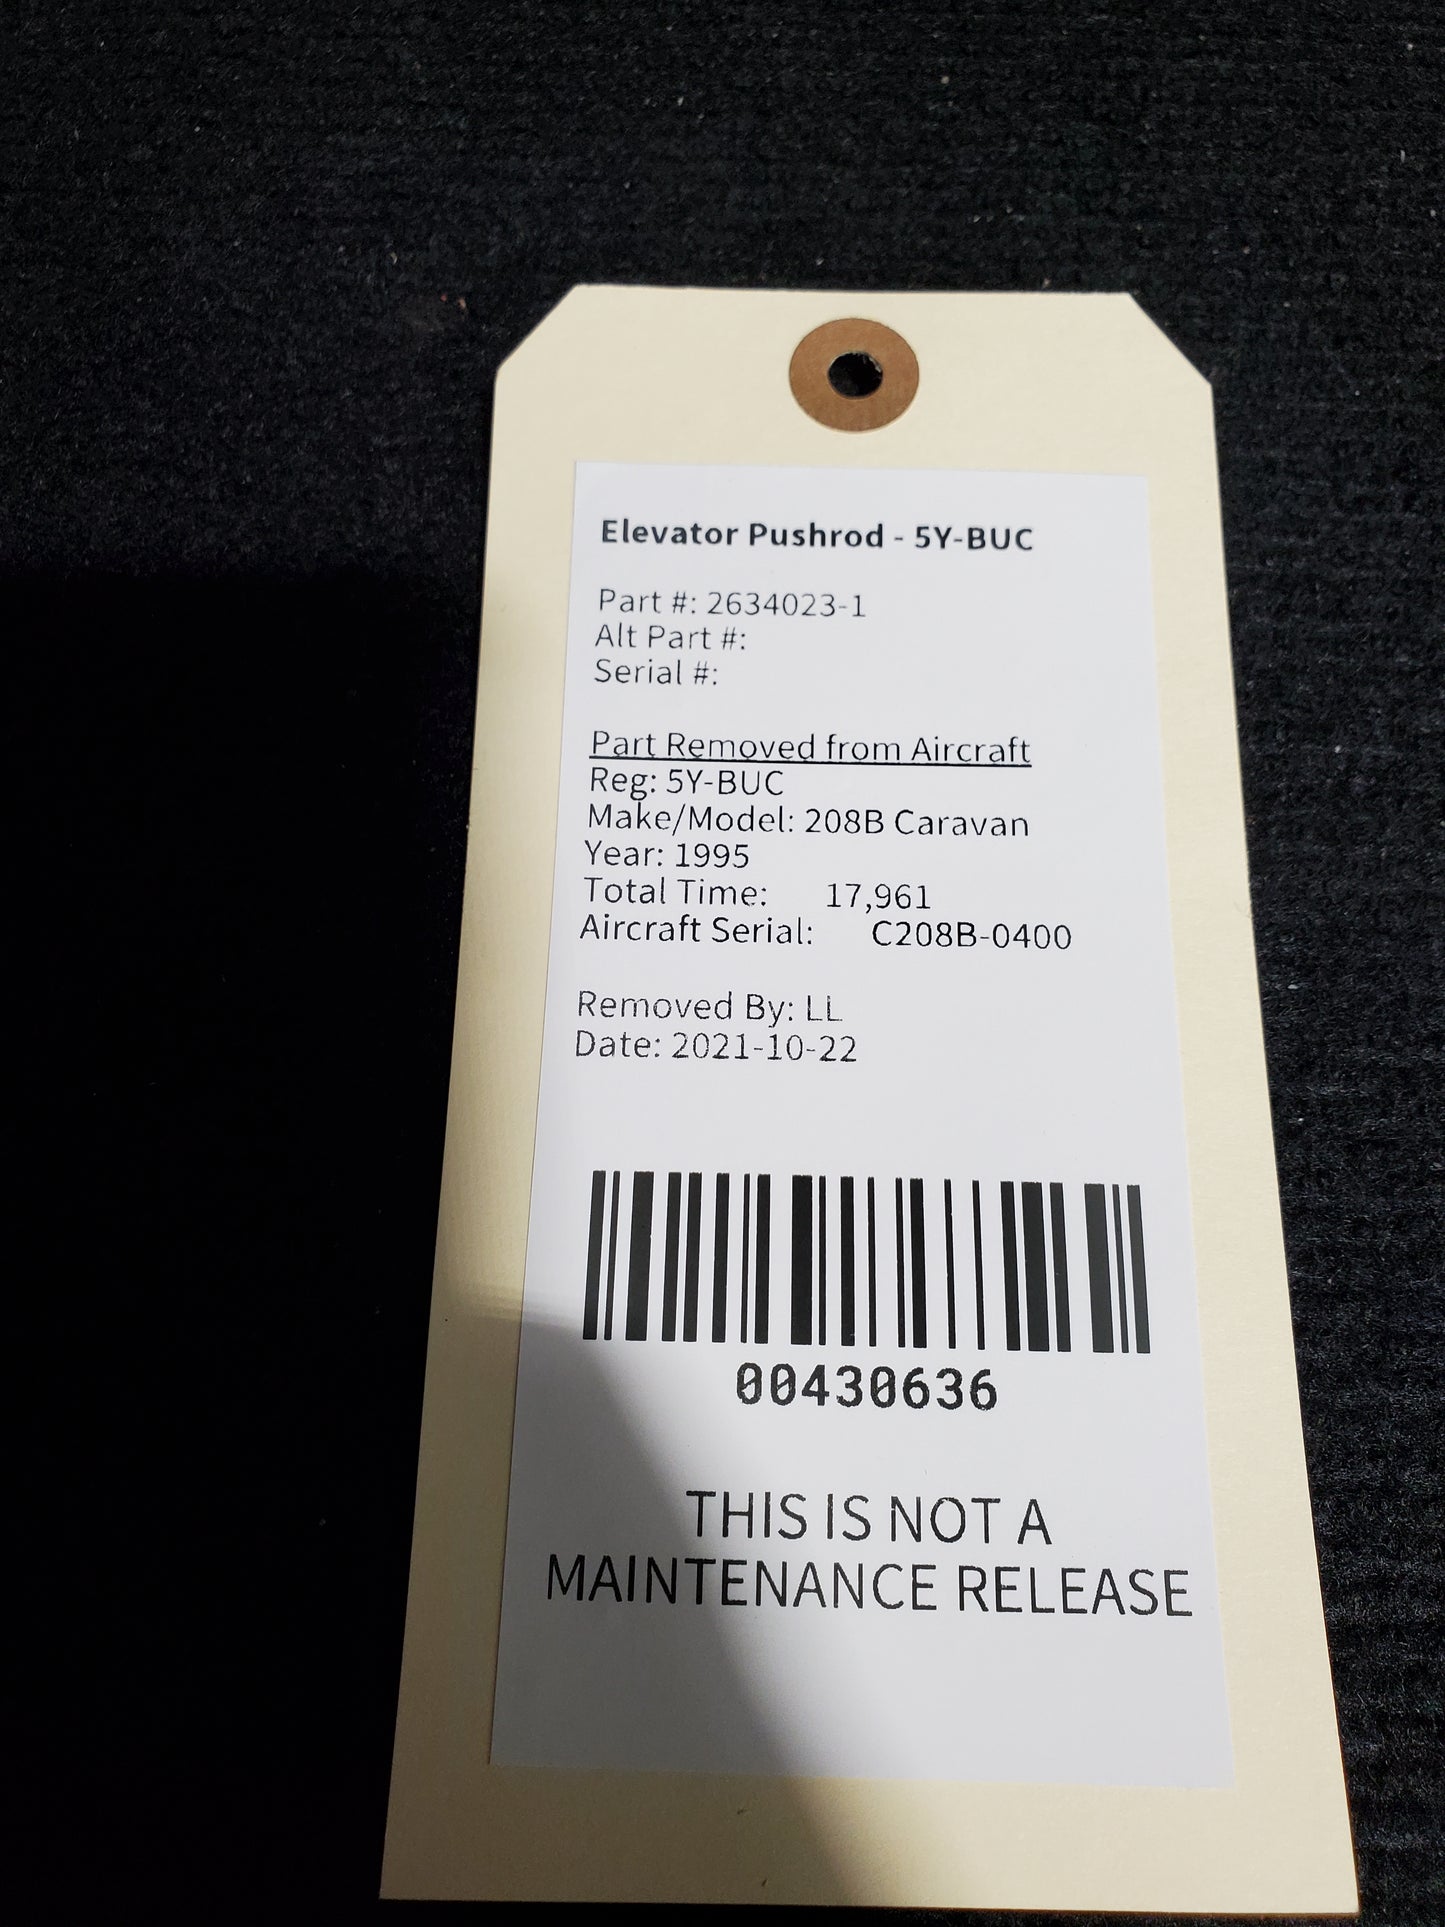 Elevator Pushrod - 5Y-BUC
Part #: 2634023-1
Alt Part #:
Serial #:
Part Removed from Aircraft
Reg: 5Y-BUC
Make/Model: 208B Caravan
Year: 1995
Total Time: 17,961
Aircraft Serial: C208B-0400
Removed By: LL
Date: 2021-10-22
00430636
THIS IS NOT A
MAINTENANCE RELEASE